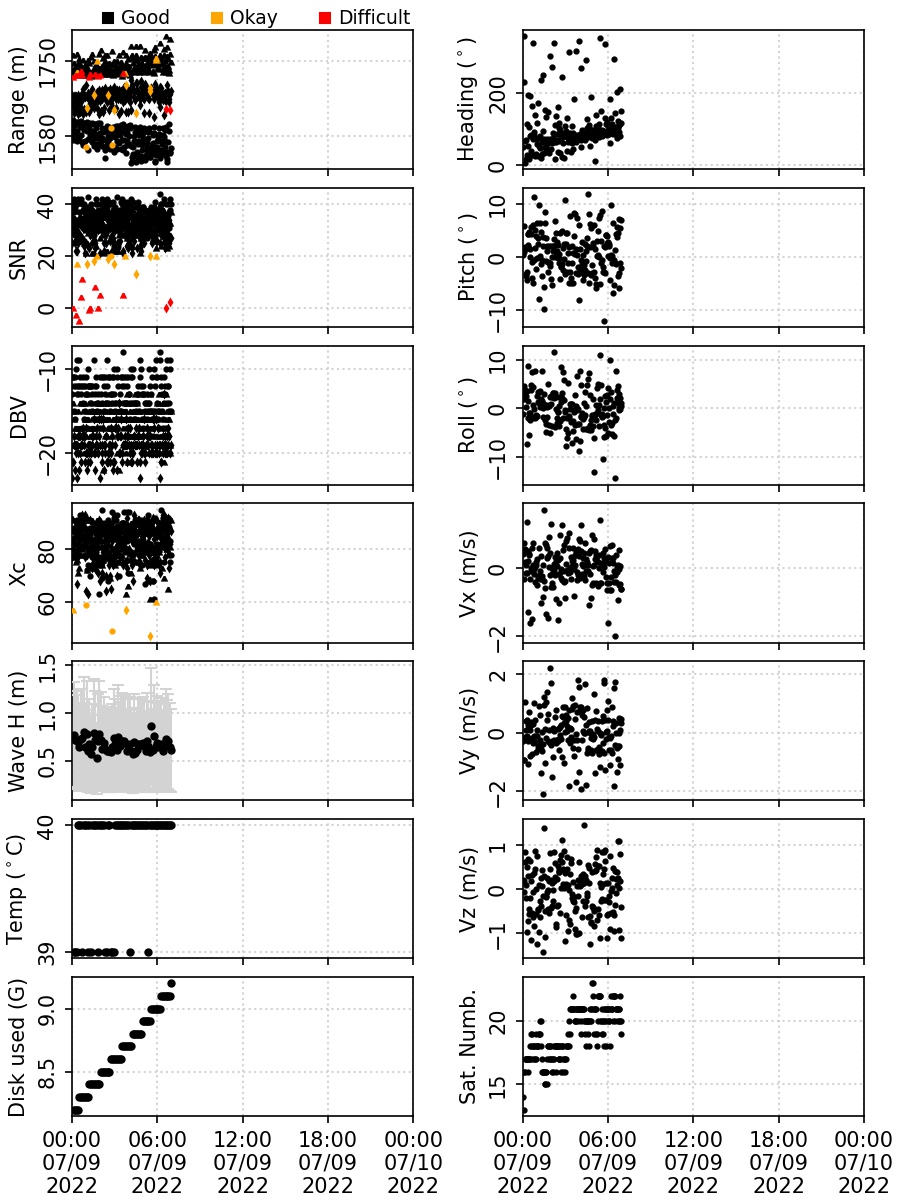 Good Okay Difficult
Range (m)
1750
1580
Heading (°)
200
0
SNR
40
20
0
Pitch (°)
10
0
−10
DBV
−10
−20
Roll (°)
10
0
−10
Xc
80
60
Vx (m/s)
0
−2
Wave H (m)
1.5
1.0
0.5
Vy (m/s)
2
0
−2
Temp (°C)
40
39
Vz (m/s)
1
0
−1
Disk used (G)
9.0
8.5
Sat. Numb.
20
15
00:00 06:00 12:00 18:00 00:00 00:00 06:00 12:00 18:00 00:00
07/09 07/09 07/09 07/09 07/10 07/09 07/09 07/09 07/09 07/10
2022 2022 2022 2022 2022 2022 2022 2022 2022 2022